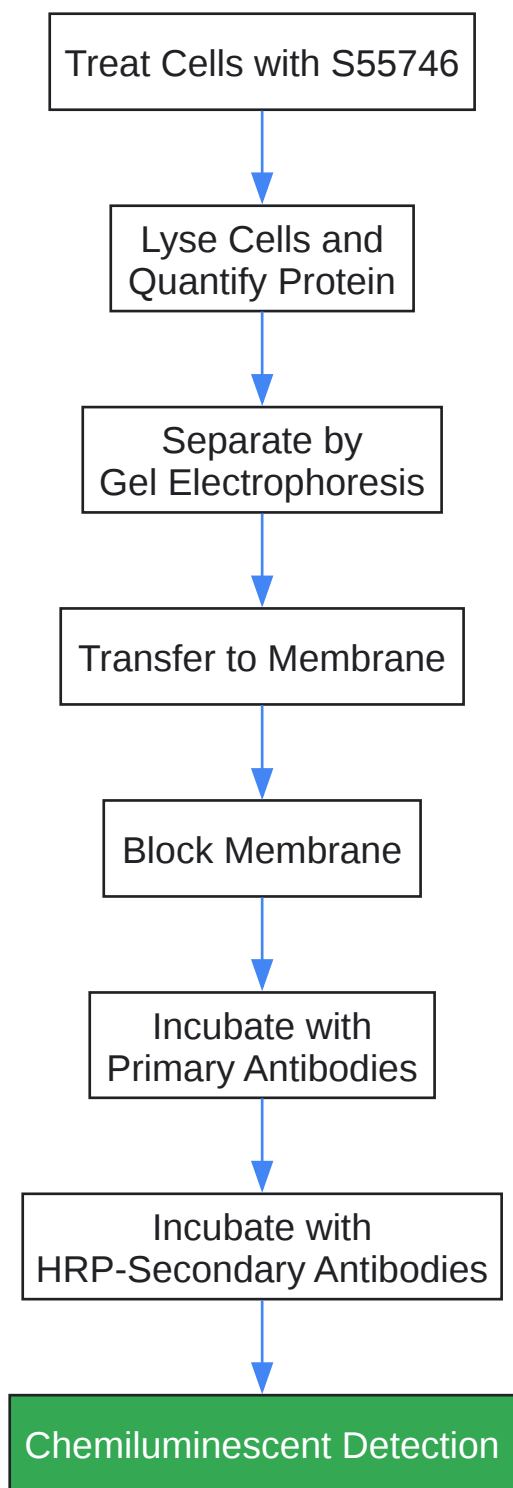 Treat Cells with S55746
Lyse Cells and
Quantify Protein
Separate by
Gel Electrophoresis
Transfer to Membrane
Block Membrane
Incubate with
Primary Antibodies
Incubate with
HRP-Secondary Antibodies
Chemiluminescent Detection